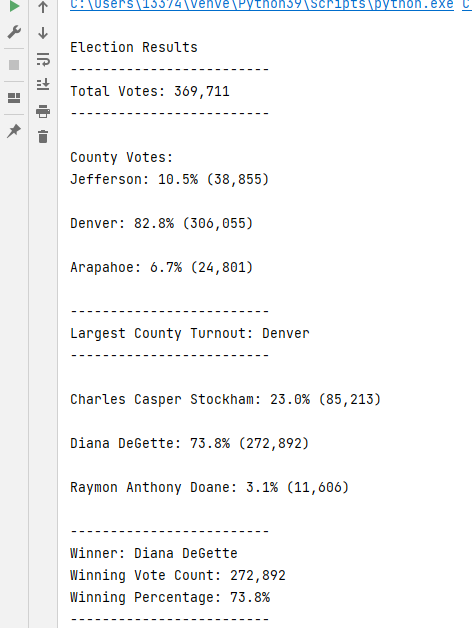 C:\Users\13374\venve\Python39\Scripts\python.exe C
Election Results
-------------------------
Total Votes: 369,711
-------------------------
County Votes:
Jefferson: 10.5% (38,855)
Denver: 82.8% (306,055)
Arapahoe: 6.7% (24,801)
-------------------------
Largest County Turnout: Denver
-------------------------
Charles Casper Stockham: 23.0% (85,213)
Diana DeGette: 73.8% (272,892)
Raymon Anthony Doane: 3.1% (11,606)
-------------------------
Winner: Diana DeGette
Winning Vote Count: 272,892
Winning Percentage: 73.8%
-------------------------